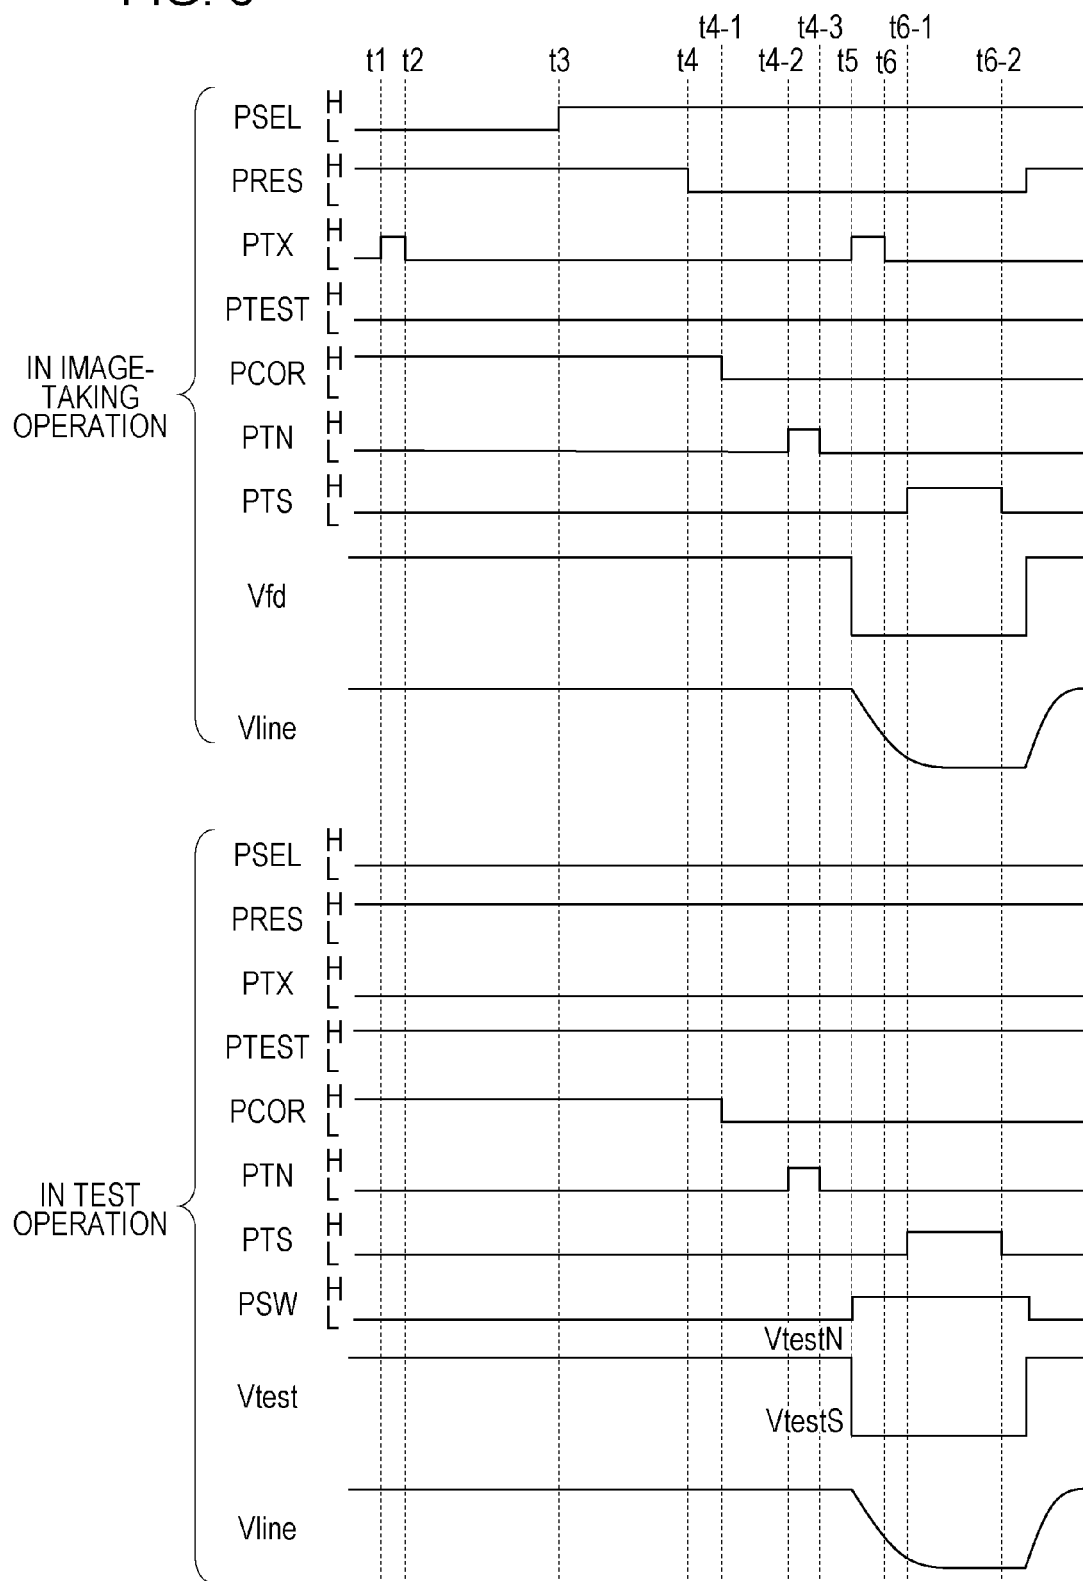 t4-1 t4-3 t6-1
t1 t2 t3 t4 t4-2 t5 t6 t6-2
IN IMAGE-
TAKING
OPERATION
PSEL H L
PRES H L
PTX H L
PTEST H L
PCOR H L
PTN H L
PTS H L
Vfd
Vline
IN TEST
OPERATION
PSEL H L
PRES H L
PTX H L
PTEST H L
PCOR H L
PTN H L
PTS H L
PSW H L
VtestN
Vtest
VtestS
Vline